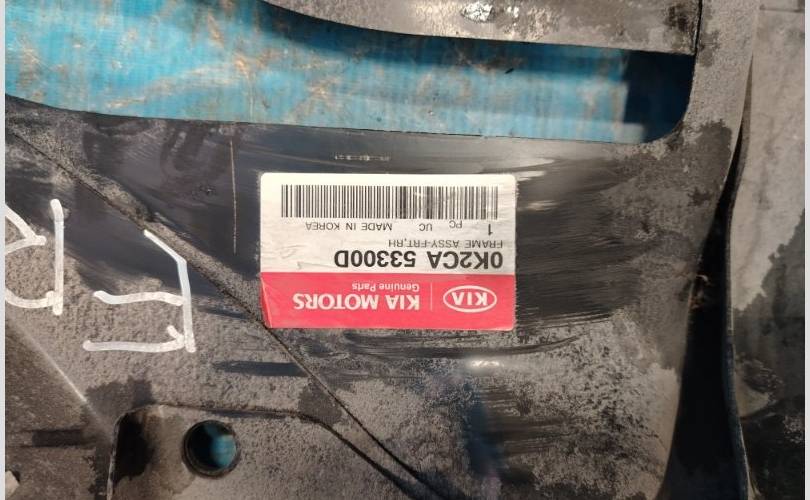 KIA KIA MOTORS
Genuine Parts
0K2CA 53300D
FRAME ASSY-FRT,RH
1 PC UC MADE IN KOREA